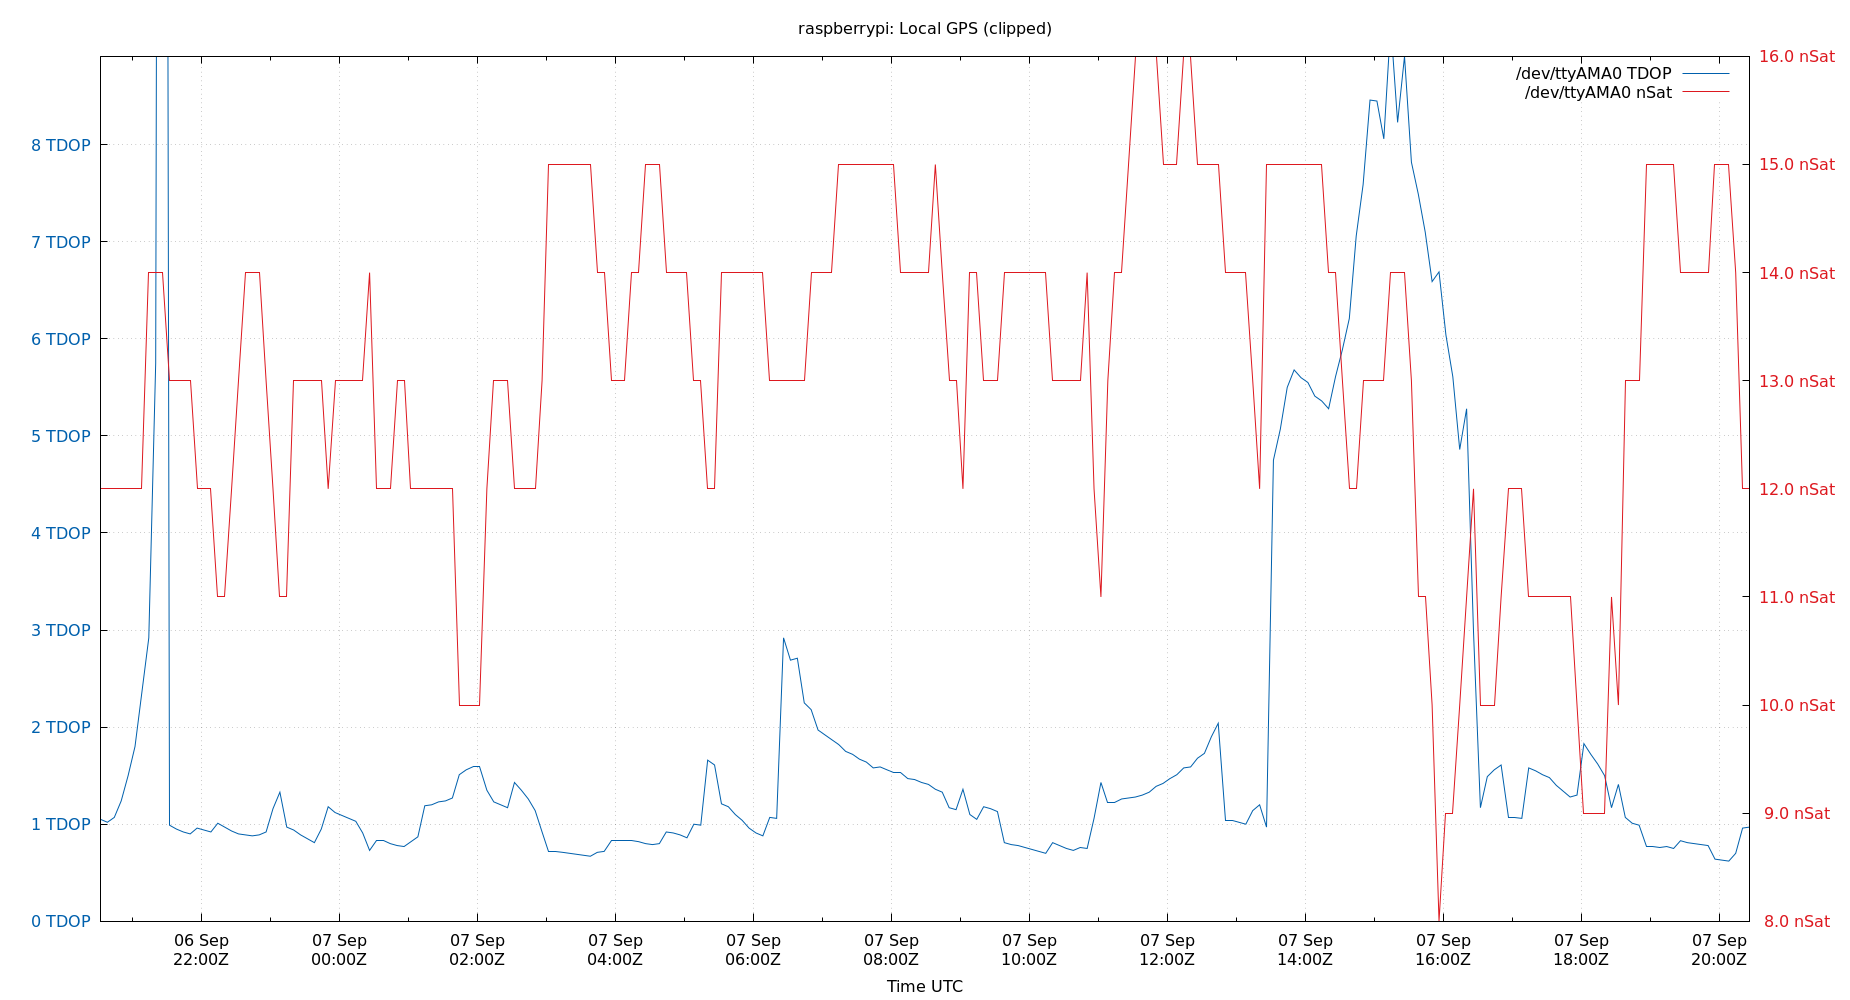 raspberrypi: Local GPS (clipped)
/dev/ttyAMA0 TDOP
/dev/ttyAMA0 nSat
8 TDOP
7 TDOP
6 TDOP
5 TDOP
4 TDOP
3 TDOP
2 TDOP
1 TDOP
0 TDOP
16.0 nSat
15.0 nSat
14.0 nSat
13.0 nSat
12.0 nSat
11.0 nSat
10.0 nSat
9.0 nSat
8.0 nSat
06 Sep 07 Sep 07 Sep 07 Sep 07 Sep 07 Sep 07 Sep 07 Sep 07 Sep 07 Sep 07 Sep 07 Sep
22:00Z 00:00Z 02:00Z 04:00Z 06:00Z 08:00Z 10:00Z 12:00Z 14:00Z 16:00Z 18:00Z 20:00Z
Time UTC